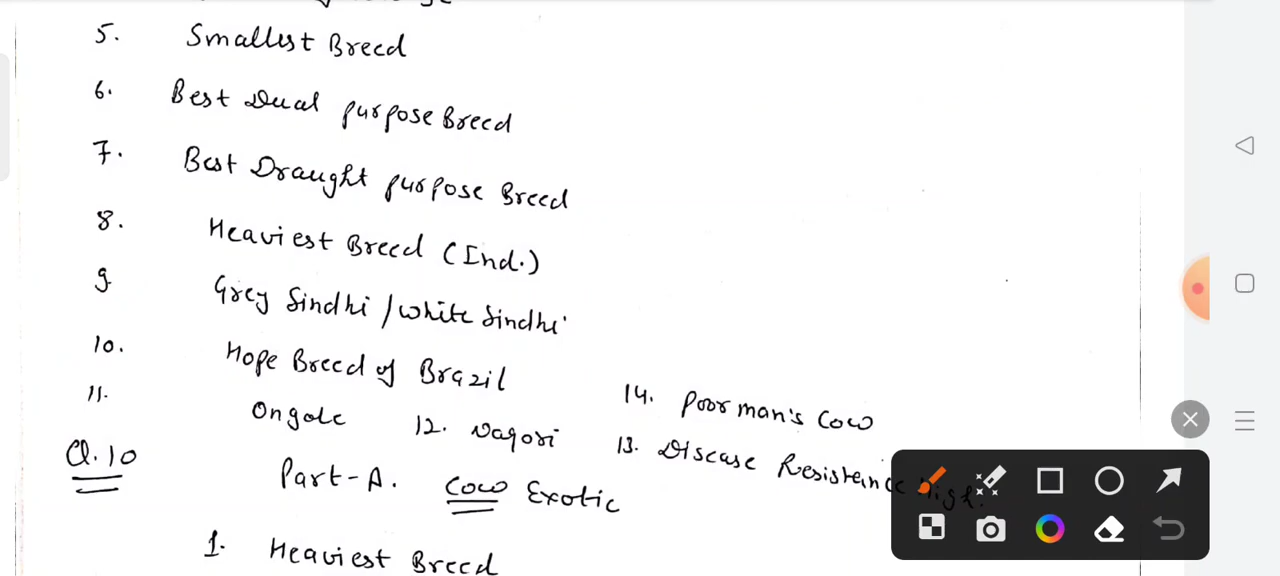 5. Smallest Breed
6. Best Dual purpose Breed
7. Best Draught purpose Breed
8. Heaviest Breed (Ind.)
9. Grey Sindhi / White Sindhi
10. Hope Breed of Brazil
11. Ongole 12. Nagori 14. Poor man's Cow
13. Disease Resistance
Q.10 Part-A. Cow Exotic
1. Heaviest Breed